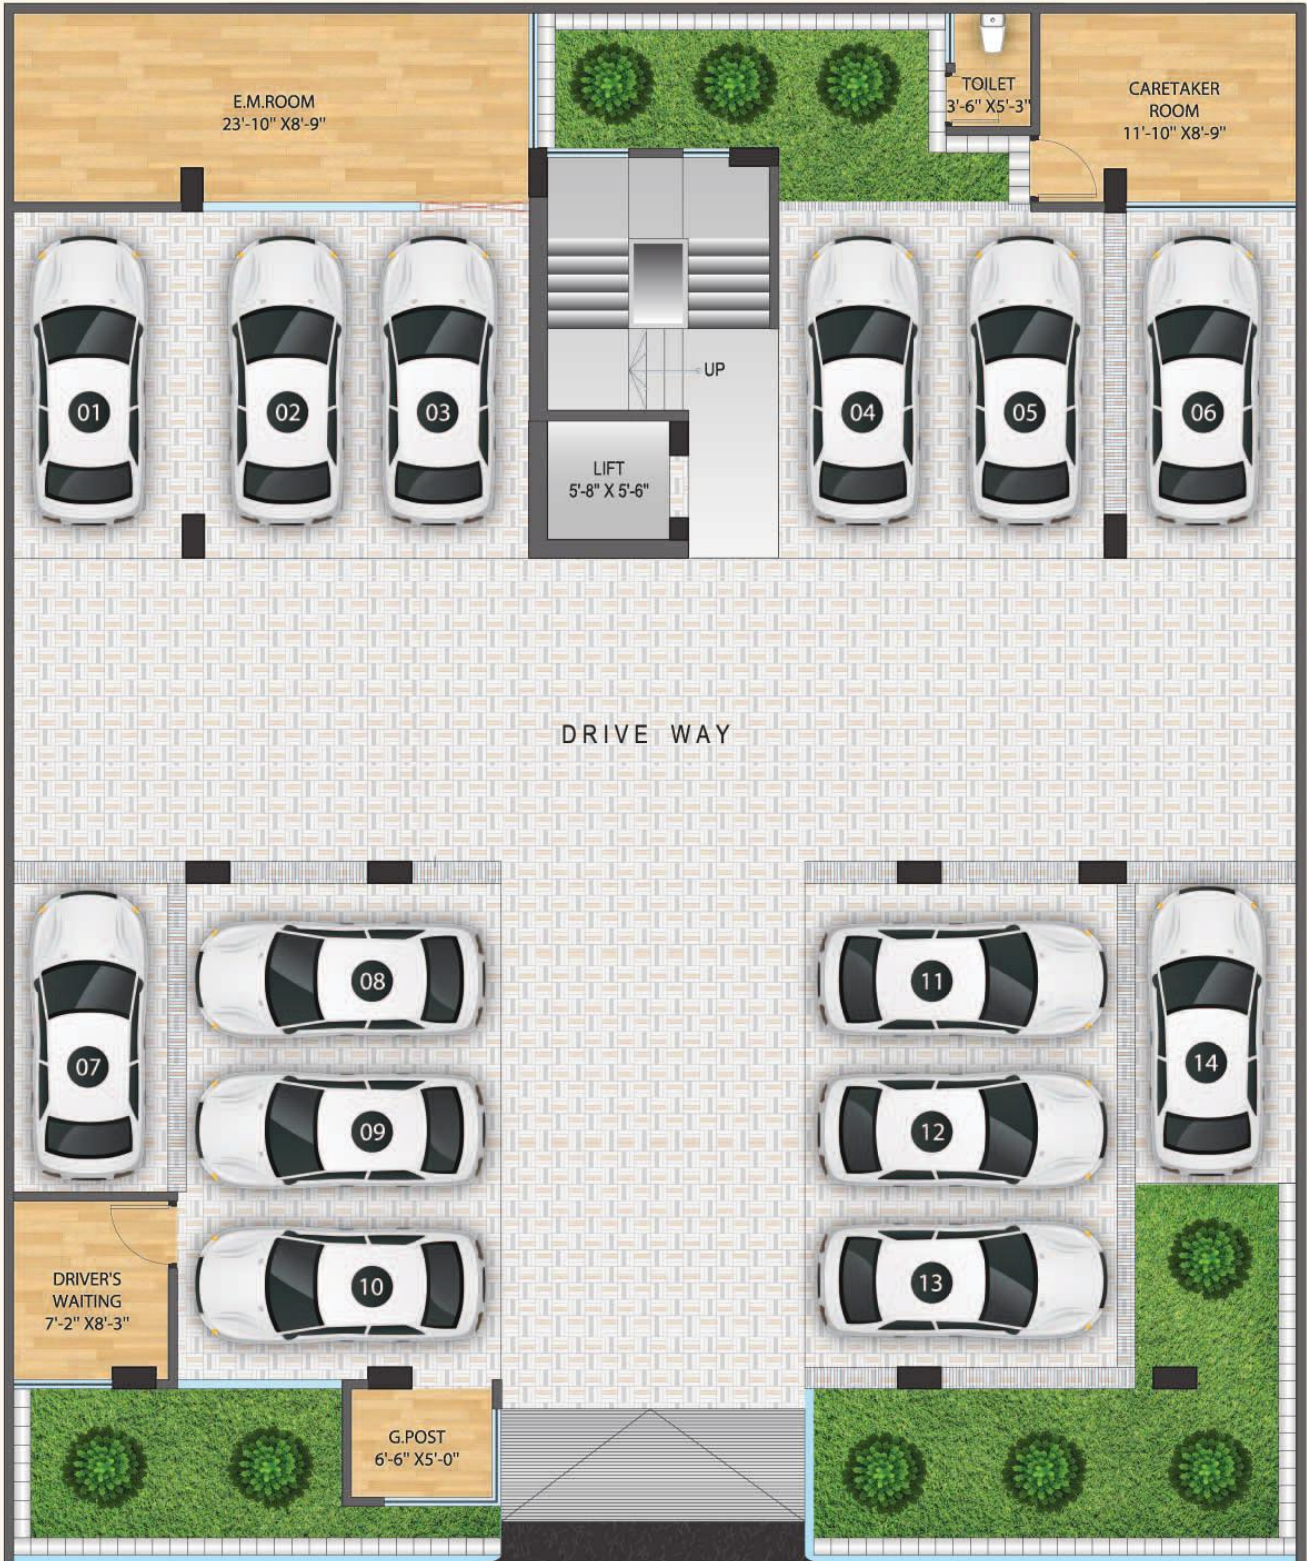 E.M.ROOM
23'-10" X8'-9"
TOILET
3'-6" X5'-3"
CARETAKER
ROOM
11'-10" X8'-9"
01
02
03
UP
LIFT
5'-8" X 5'-6"
04
05
06
DRIVE WAY
07
08
09
10
11
12
13
14
DRIVER'S
WAITING
7'-2" X8'-3"
G.POST
6'-6" X5'-0"